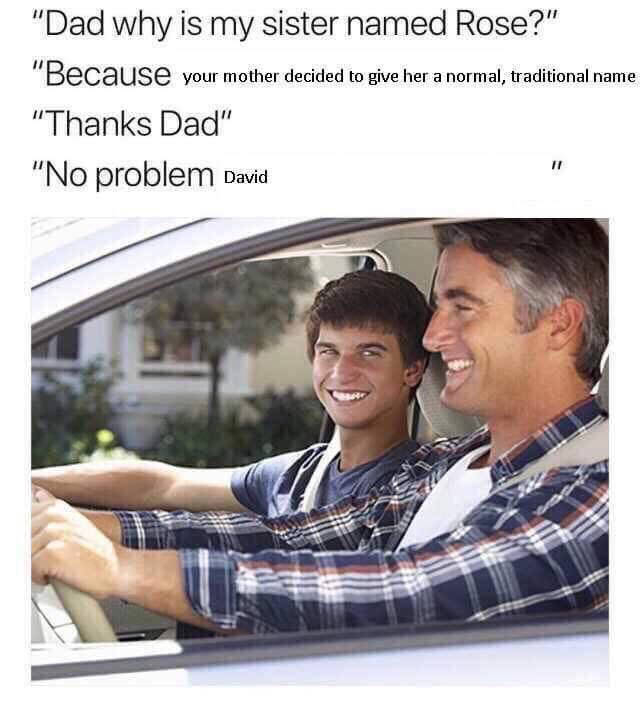 "Dad why is my sister named Rose?"
"Because your mother decided to give her a normal, traditional name
"Thanks Dad"
"No problem David "